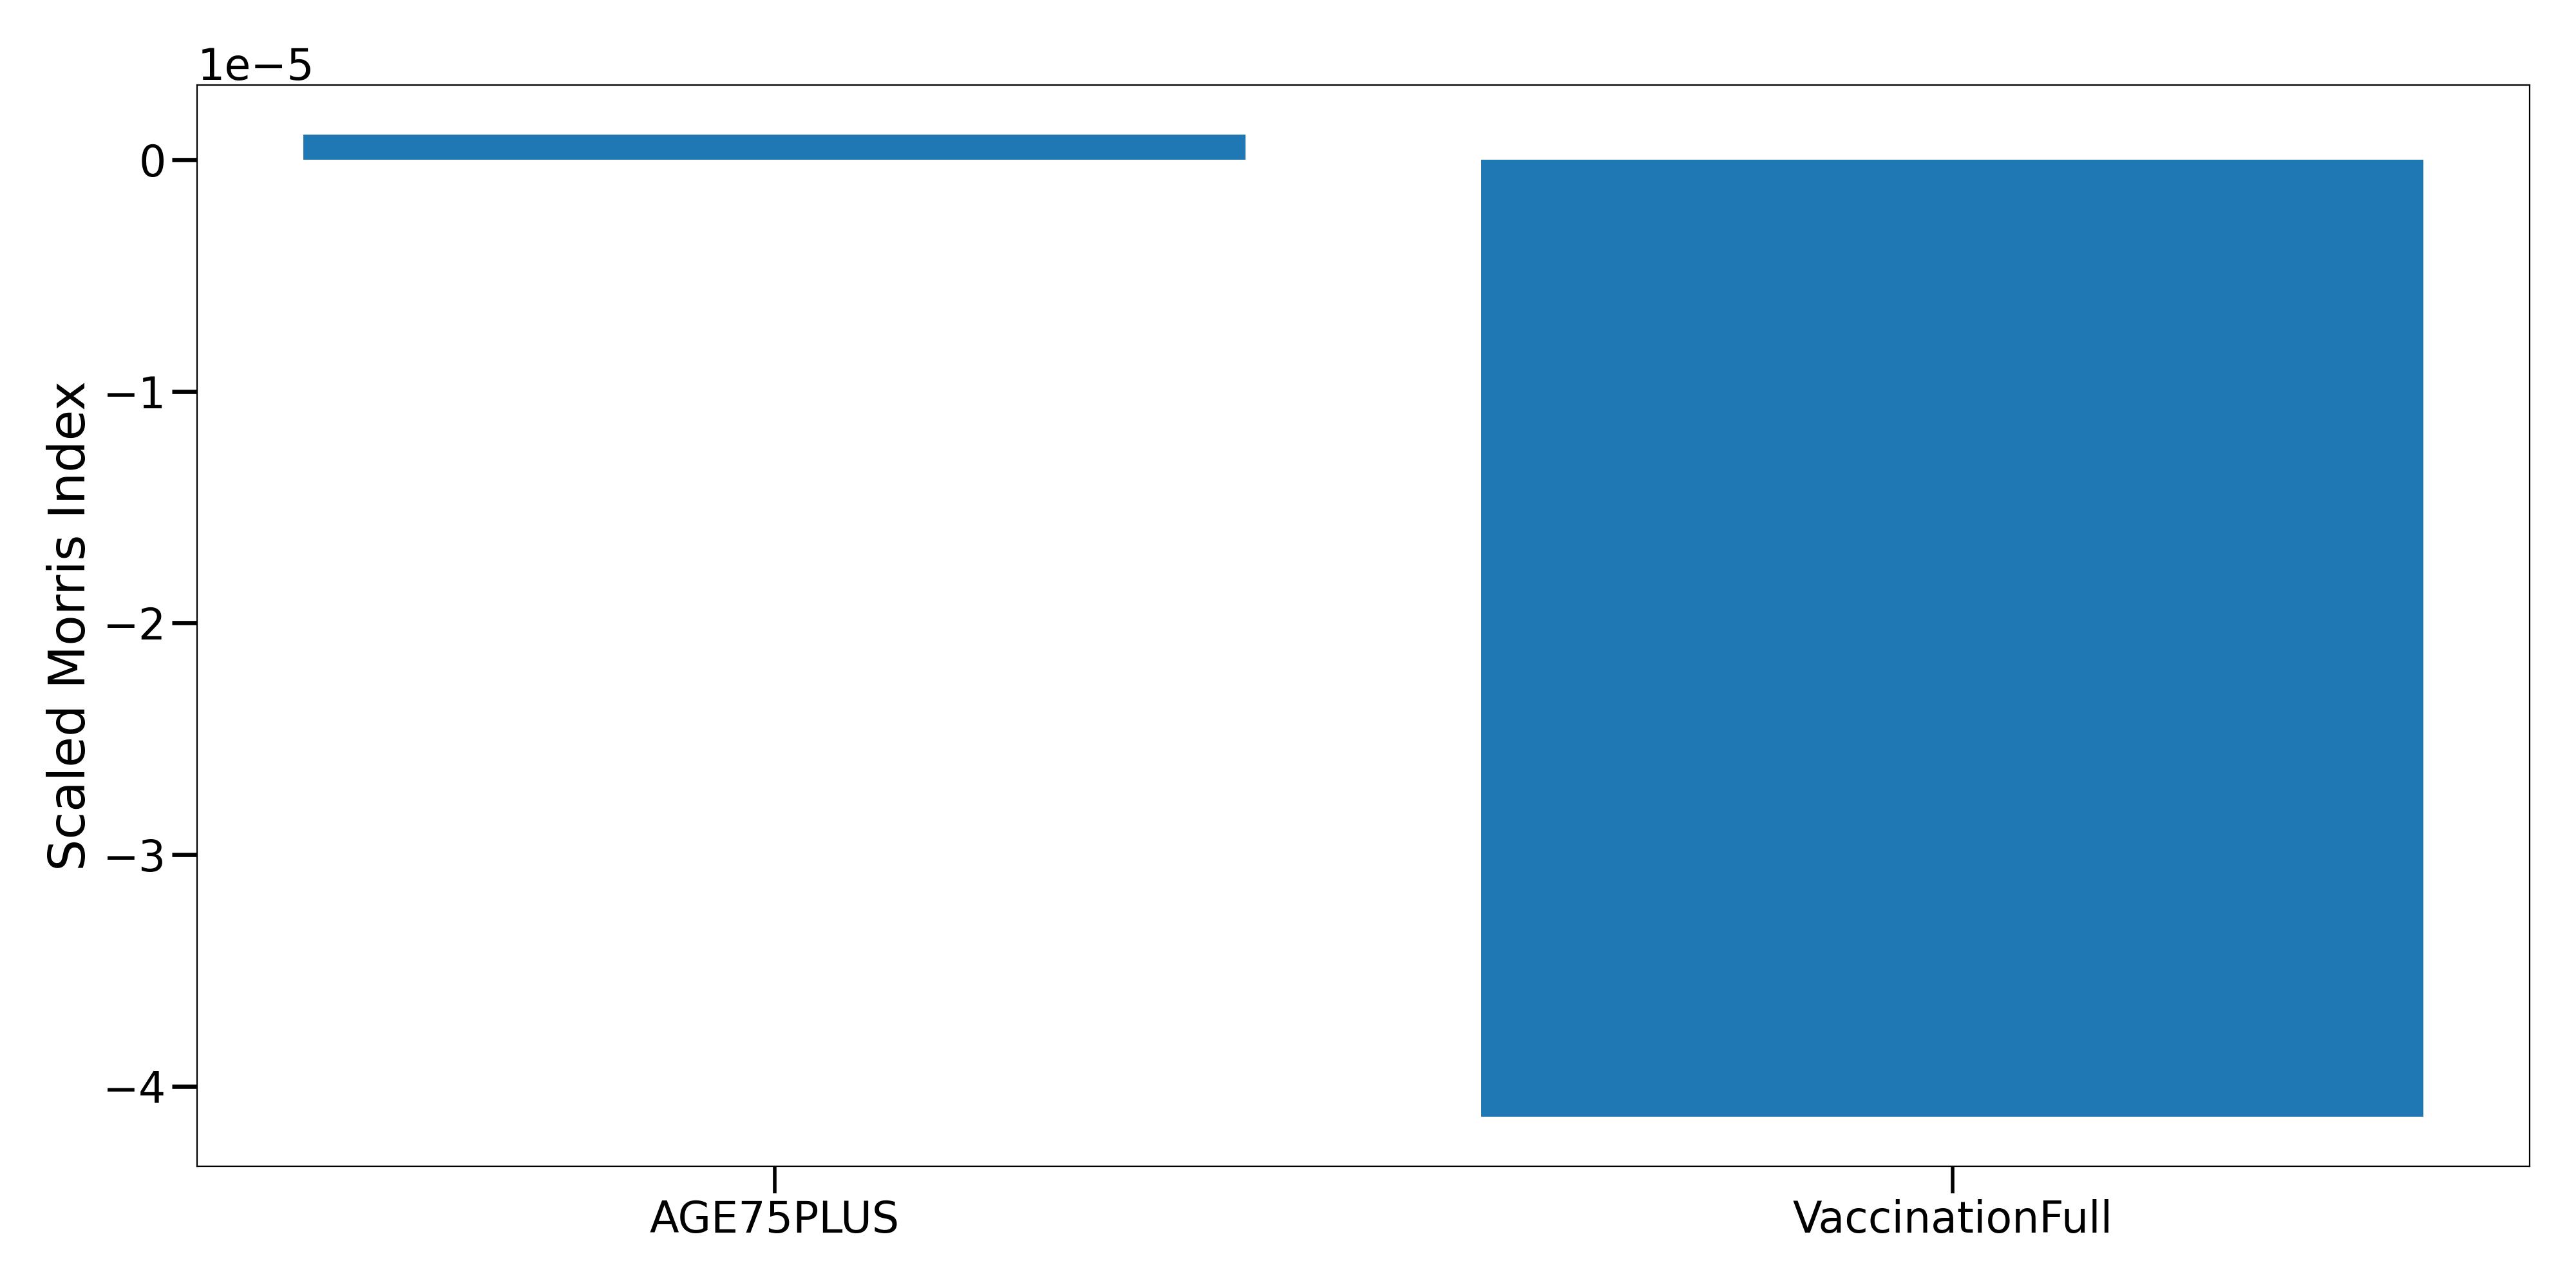 1e−5
0
−1
−2
−3
−4
Scaled Morris Index
AGE75PLUS
VaccinationFull